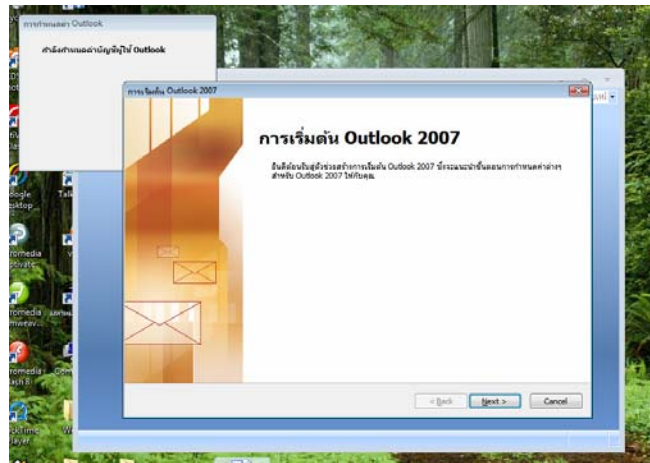 การกำหนดค่า Outlook
กำลังกำหนดค่าบัญชีผู้ใช้ Outlook
การเริ่มต้น Outlook 2007
การเริ่มต้น Outlook 2007
ยินดีต้อนรับสู่ตัวช่วยสร้างการเริ่มต้น Outlook 2007 ซึ่งจะแนะนำขั้นตอนการกำหนดค่าต่างๆ
สำหรับ Outlook 2007 ให้กับคุณ
< Back
Next >
Cancel